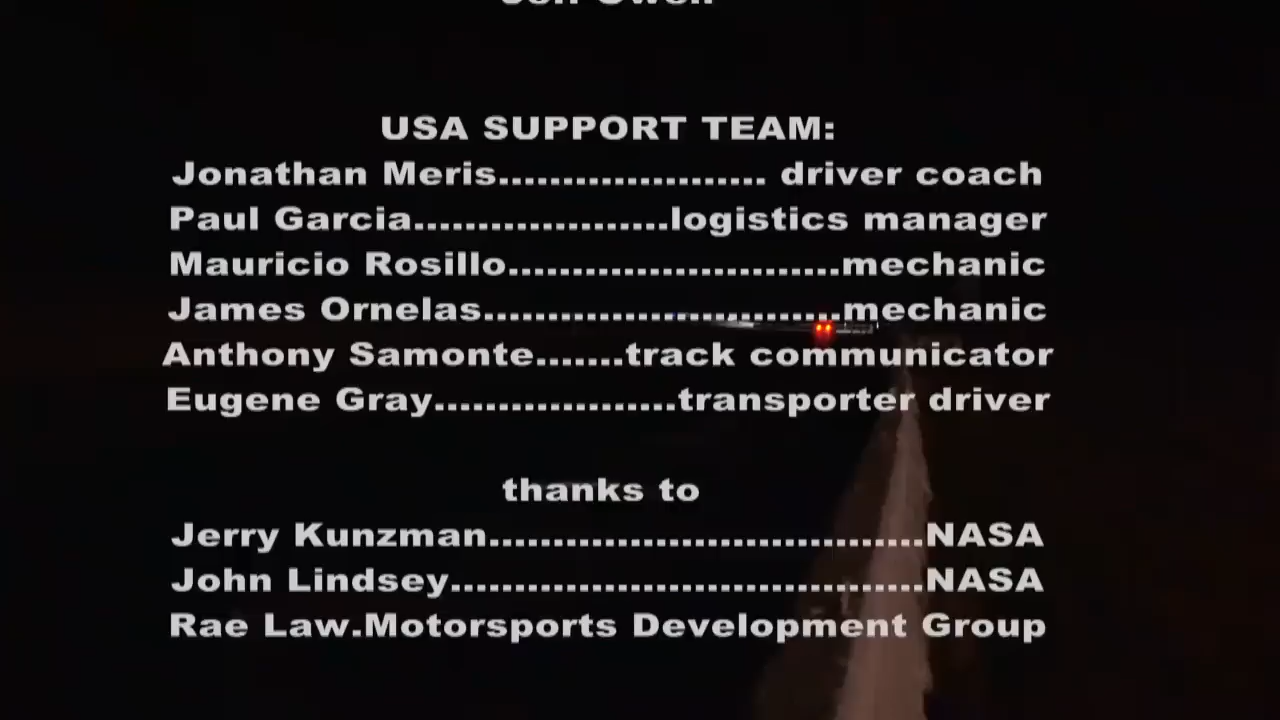 USA SUPPORT TEAM:
Jonathan Meris..................... driver coach
Paul Garcia....................logistics manager
Mauricio Rosillo..........................mechanic
James Ornelas............................mechanic
Anthony Samonte.......track communicator
Eugene Gray...................transporter driver
thanks to
Jerry Kunzman..................................NASA
John Lindsey.....................................NASA
Rae Law.Motorsports Development Group